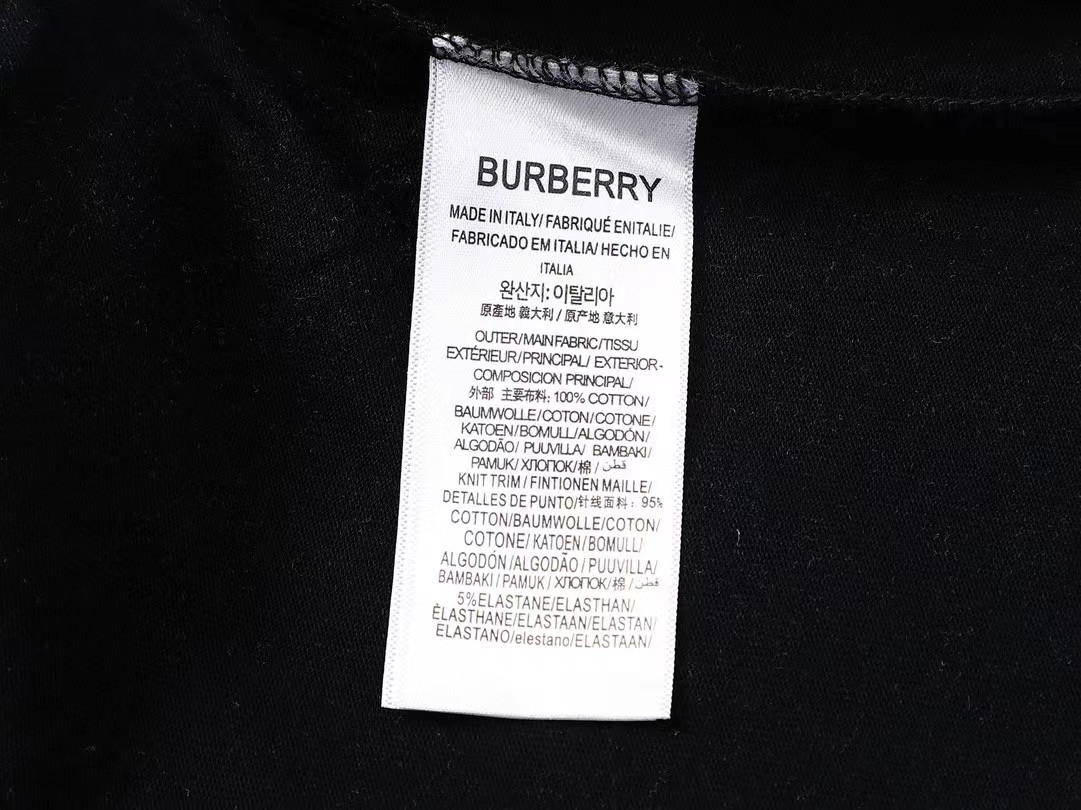 BURBERRY
MADE IN ITALY/ FABRIQUÉ ENITALIE/
FABRICADO EM ITALIA/ HECHO EN
ITALIA
완산지: 이탈리아
原產地 義大利 / 原产地 意大利
OUTER/MAIN FABRIC/TISSU
EXTÉRIEUR/PRINCIPAL/ EXTERIOR-
COMPOSICION PRINCIPAL/
外部 主要布料: 100% COTTON/
BAUMWOLLE/COTON/COTONE/
KATOEN/BOMULL/ALGODÓN/
ALGODÃO/ PUUVILLA/ BAMBAKI/
PAMUK/ ХЛОПОК/棉 / قطن
KNIT TRIM / FINTIONEN MAILLE/
DETALLES DE PUNTO/针线面料: 95%
COTTON/BAUMWOLLE/COTON/
COTONE/ KATOEN/BOMULL/
ALGODÓN /ALGODÃO / PUUVILLA/
BAMBAKI / PAMUK / ХЛОПОК/棉 / قطن
5%ELASTANE/ELASTHAN/
ÉLASTHANE/ELASTAAN/ELASTAN/
ELASTANO/elestano/ELASTAAN/